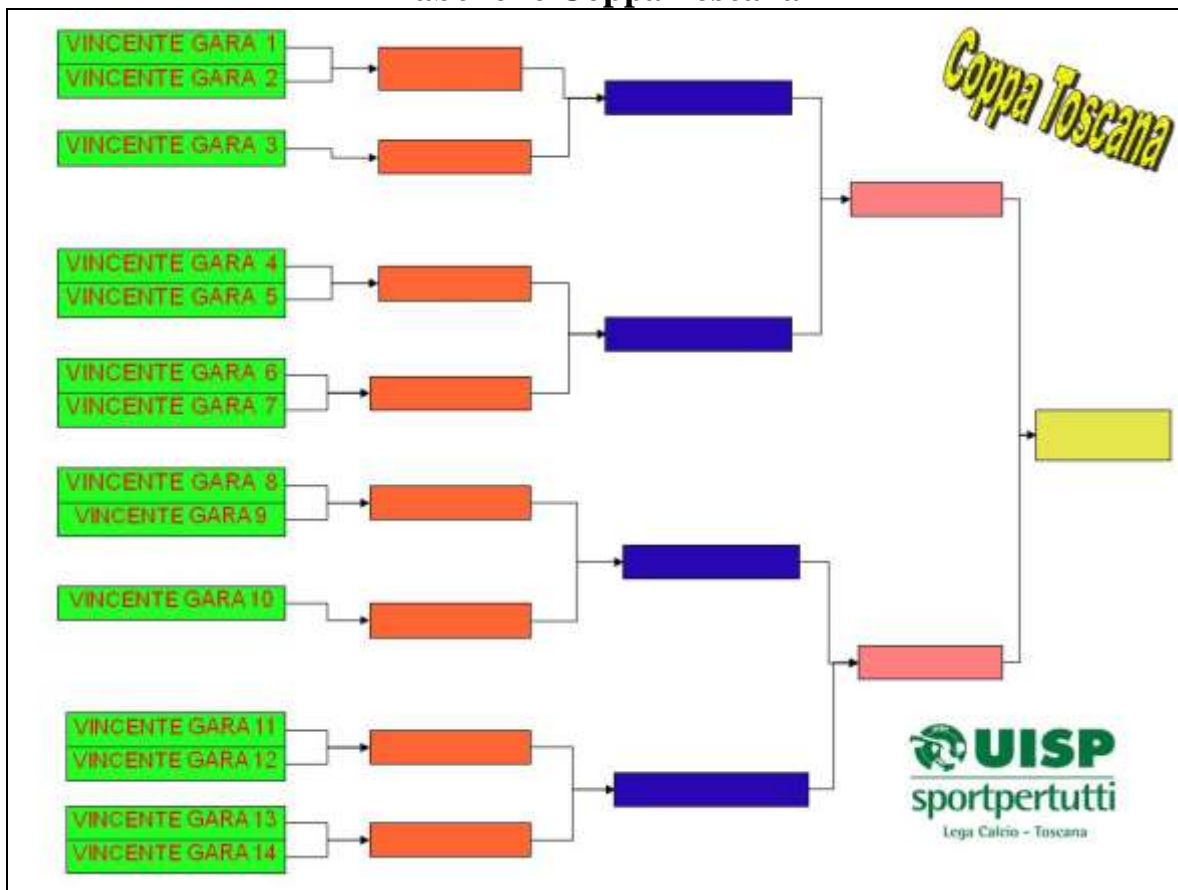 VINCENTE GARA 1
VINCENTE GARA 2
VINCENTE GARA 3
VINCENTE GARA 4
VINCENTE GARA 5
VINCENTE GARA 6
VINCENTE GARA 7
VINCENTE GARA 8
VINCENTE GARA 9
VINCENTE GARA 10
VINCENTE GARA 11
VINCENTE GARA 12
VINCENTE GARA 13
VINCENTE GARA 14
Coppa Toscana
UISP
sportpertutti
Lega Calcio - Toscana